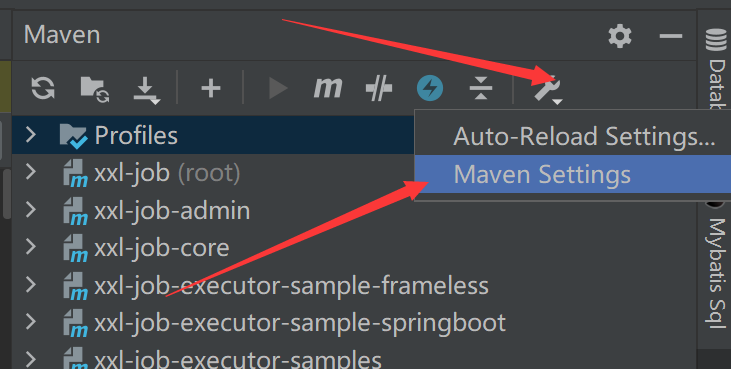 Maven
m
Profiles
Auto-Reload Settings...
xxl-job (root)
Maven Settings
xxl-job-admin
xxl-job-core
xxl-job-executor-sample-frameless
xxl-job-executor-sample-springboot
xxl-job-executor-samples
Datab
Mybatis Sql